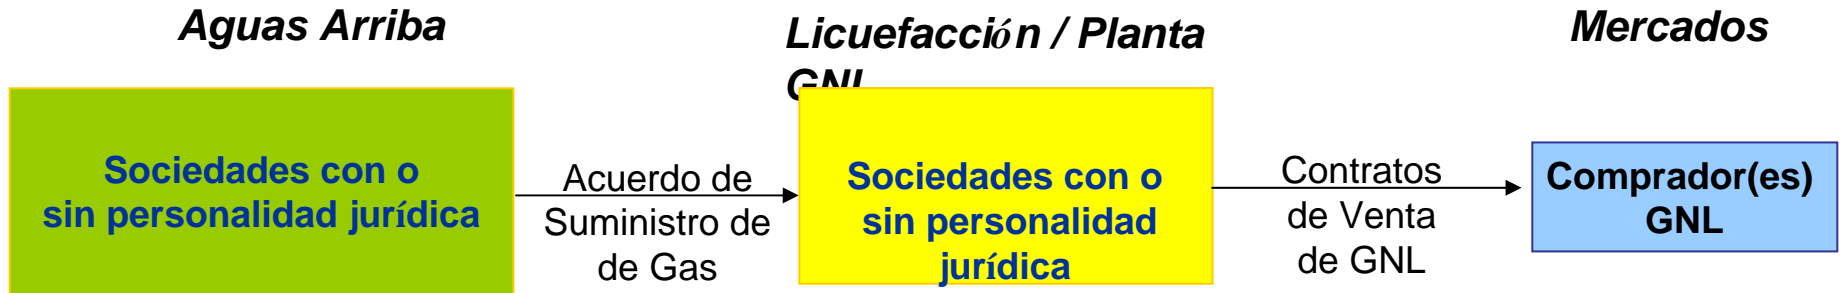 Aguas Arriba
Licuefacción / Planta
GNL
Mercados
Sociedades con o
sin personalidad jurídica
Acuerdo de
Suministro de
de Gas
Sociedades con o
sin personalidad
jurídica
Contratos
de Venta
de GNL
Comprador(es)
GNL